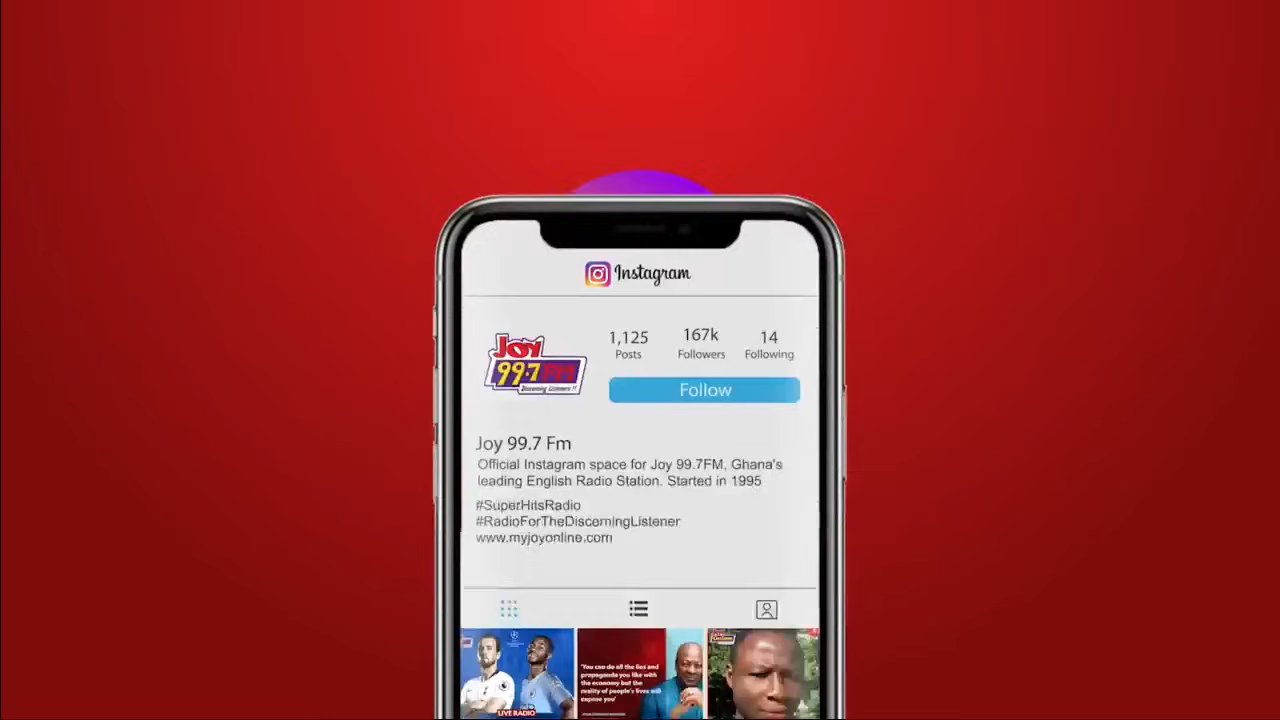 Instagram
Joy
99.7 FM
Discerning Listeners !!
1,125
Posts
167k
Followers
14
Following
Follow
Joy 99.7 Fm
Official Instagram space for Joy 99.7FM, Ghana's
leading English Radio Station. Started in 1995
#SuperHitsRadio
#RadioForTheDiscerningListener
www.myjoyonline.com
LIVE RADIO
'You can do all the lies and
propaganda you like with
the economy but the
reality of people's lives will
expose you'